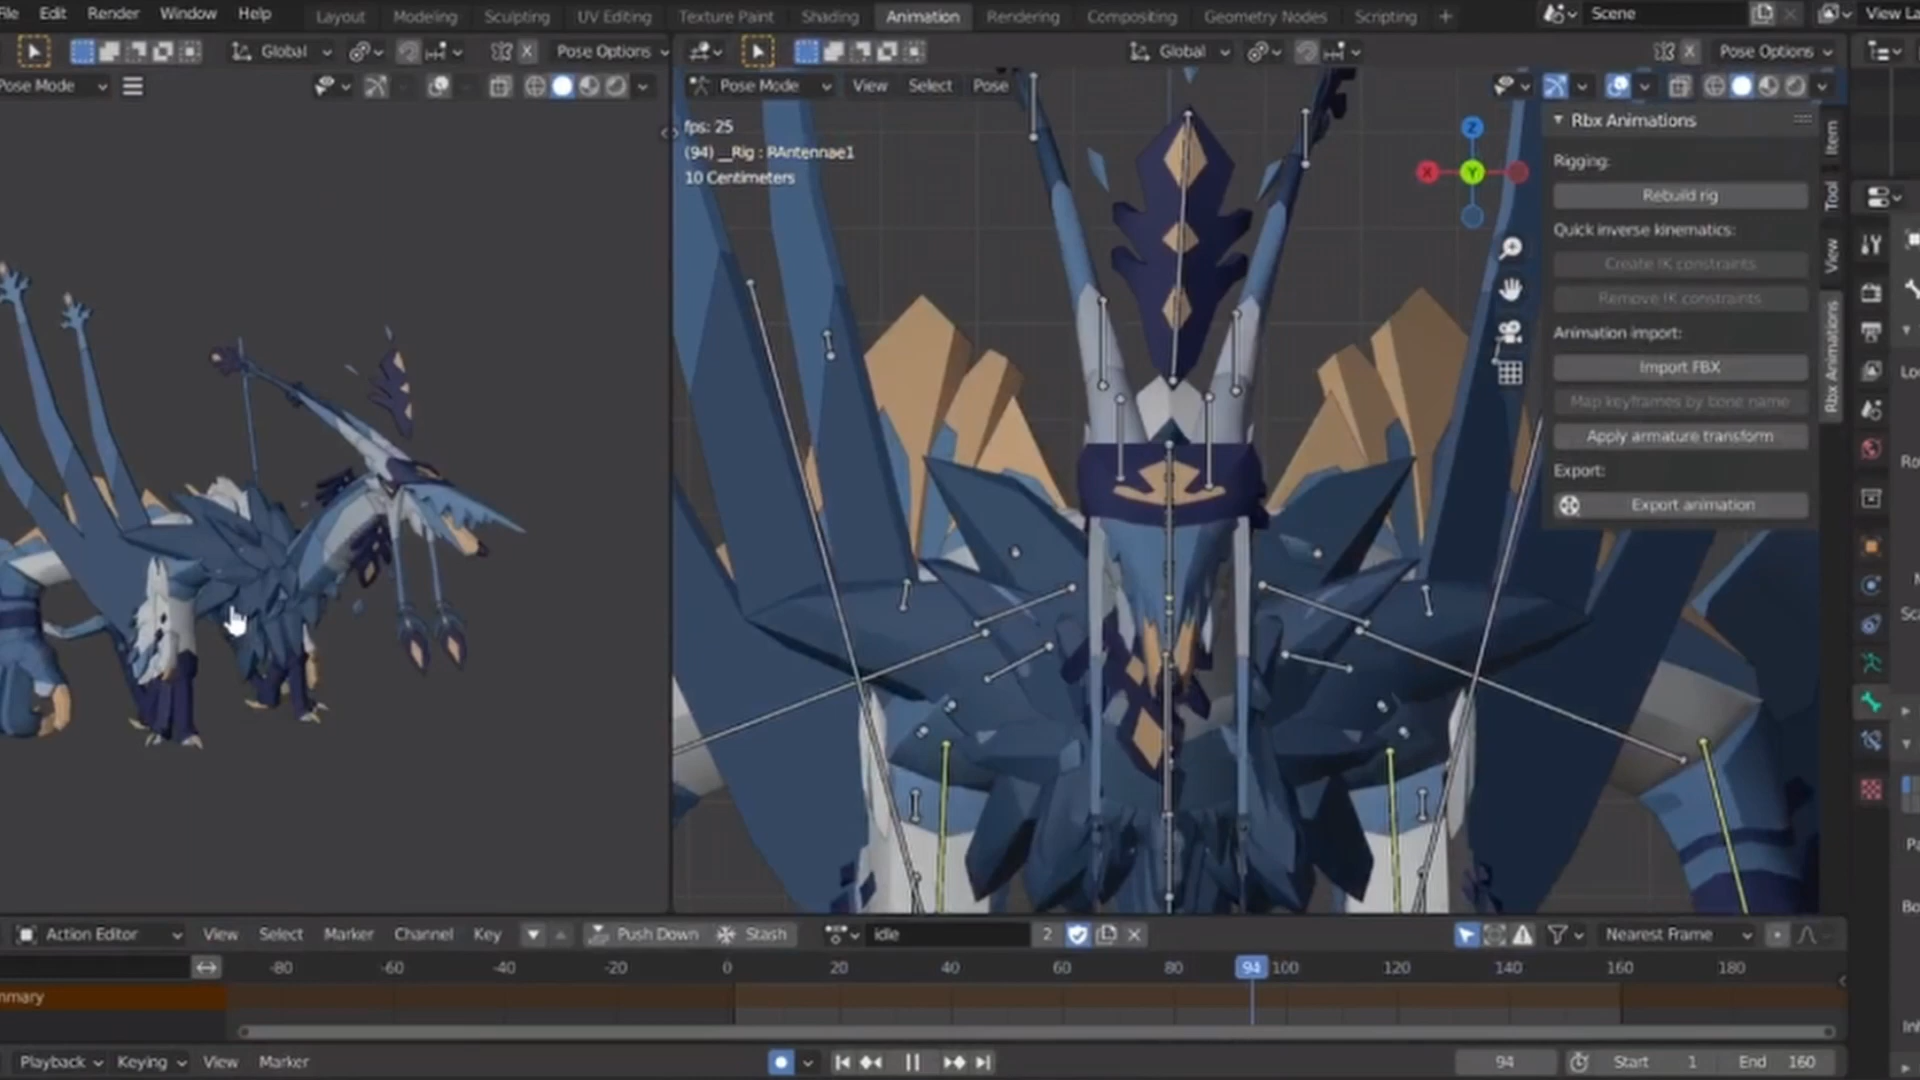 File Edit Render Window Help Layout Modeling Sculpting UV Editing Texture Paint Shading Animation Rendering Compositing Geometry Nodes Scripting + Scene View La
Global Pose Options Global Pose Options
Pose Mode Pose Mode View Select Pose
fps: 25
(94) __Rig : RAntennae1
10 Centimeters
Z
X
Y
Rbx Animations
Rigging:
Rebuild rig
Quick inverse kinematics:
Create IK constraints
Remove IK constraints
Animation import:
Import FBX
Map keyframes by bone name
Apply armature transform
Export:
Export animation
Item
Tool
View
Rbx Animations
Action Editor View Select Marker Channel Key Push Down Stash idle 2 Nearest Frame
-80 -60 -40 -20 0 20 40 60 80 94 100 120 140 160 180
mmary
Playback Keying View Marker 94 Start 1 End 160